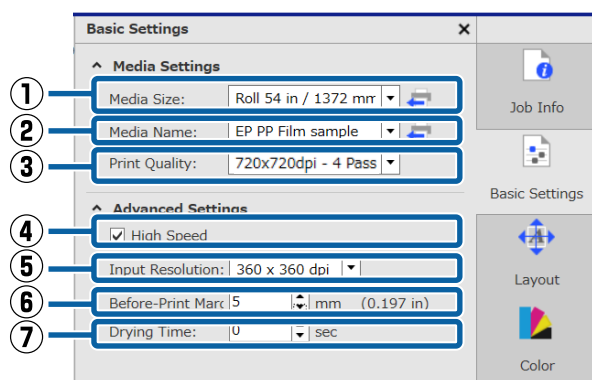 Basic Settings
Media Settings
① Media Size: Roll 54 in / 1372 mm
② Media Name: EP PP Film sample
③ Print Quality: 720x720dpi - 4 Pass
Advanced Settings
④ High Speed
⑤ Input Resolution: 360 x 360 dpi
⑥ Before-Print Marg 5 mm (0.197 in)
⑦ Drying Time: 0 sec
Job Info
Basic Settings
Layout
Color